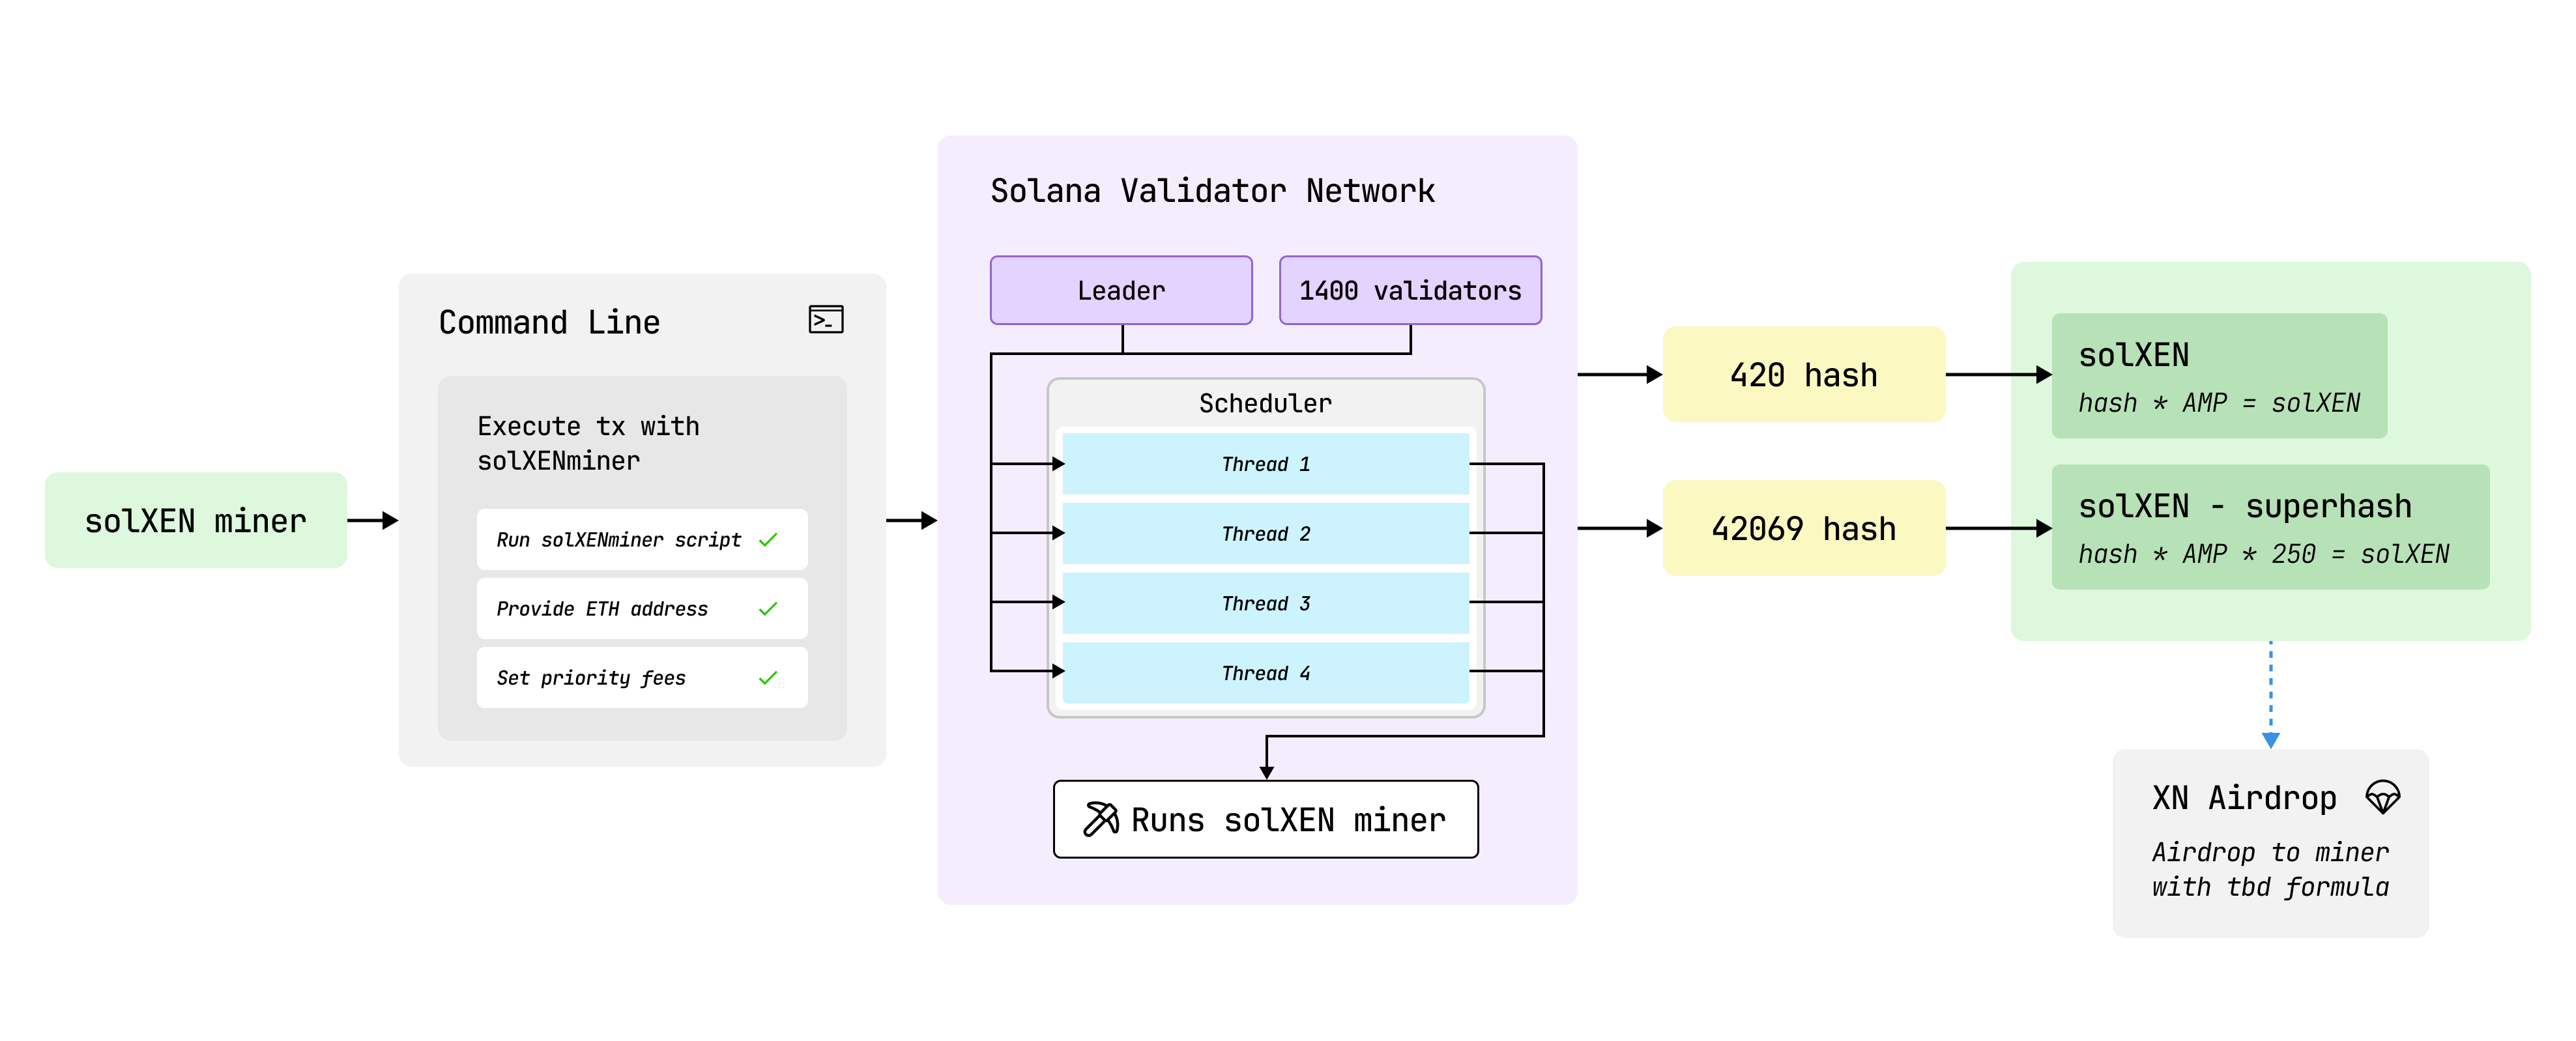 solXEN miner
Command Line
Execute tx with
solXENminer
Run solXENminer script
Provide ETH address
Set priority fees
Solana Validator Network
Leader
1400 validators
Scheduler
Thread 1
Thread 2
Thread 3
Thread 4
Runs solXEN miner
420 hash
42069 hash
solXEN
hash * AMP = solXEN
solXEN - superhash
hash * AMP * 250 = solXEN
XN Airdrop
Airdrop to miner
with tbd formula